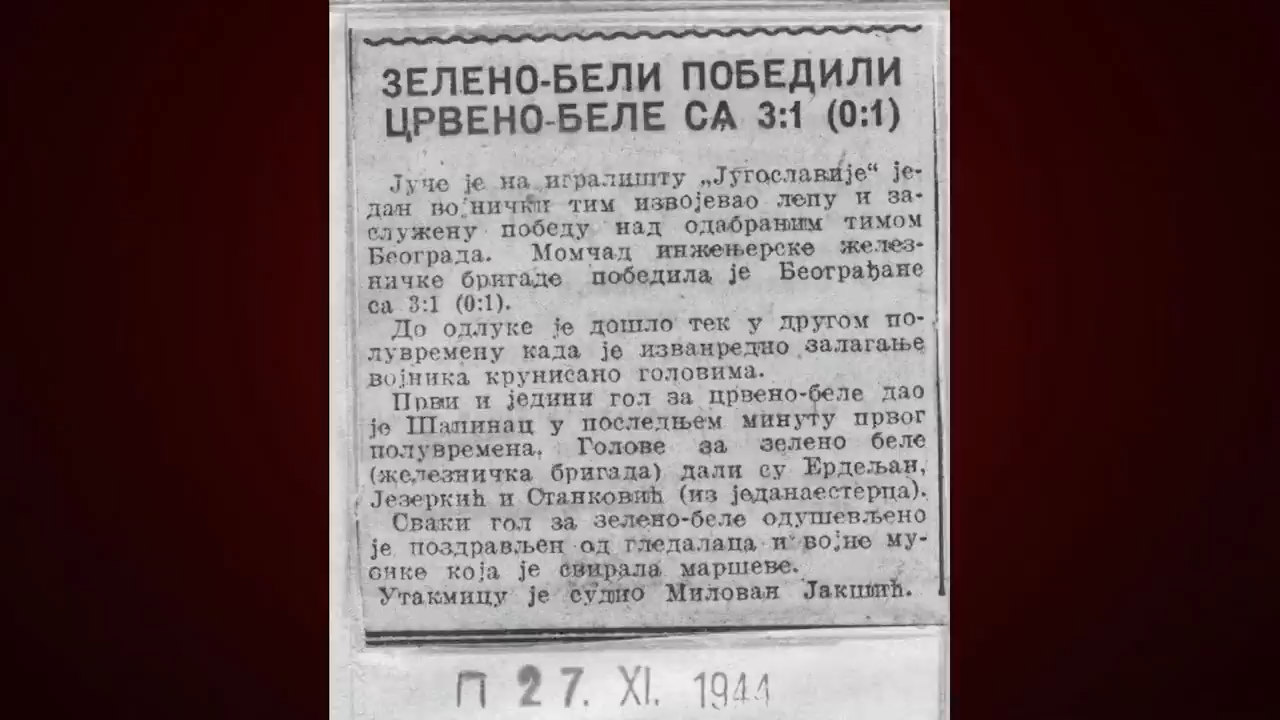 ЗЕЛЕНО-БЕЛИ ПОБЕДИЛИ
ЦРВЕНО-БЕЛЕ СА 3:1 (0:1)
Јуче је на игралишту „Југославије“ је-
дан војнички тим извојевао лепу и за-
служену победу над одабраним тимом
Београда. Момчад инжењерске желез-
ничке бригаде победила је Београђане
са 3:1 (0:1).
До одлуке је дошло тек у другом по-
лувремену када је изванредно залагање
војника крунисано головима.
Први и једини гол за црвено-беле дао
је Шапинац у последњем минуту првог
полувремена. Голове за зелено беле
(железничка бригада) дали су Ердељан,
Језеркић и Станковић (из једанаестерца).
Сваки гол за зелено-беле одушевљено
је поздрављен од гледалаца и војне му-
сике која је свирала маршеве.
Утакмицу је судио Милован Јакшић.
П 27. XI. 1944